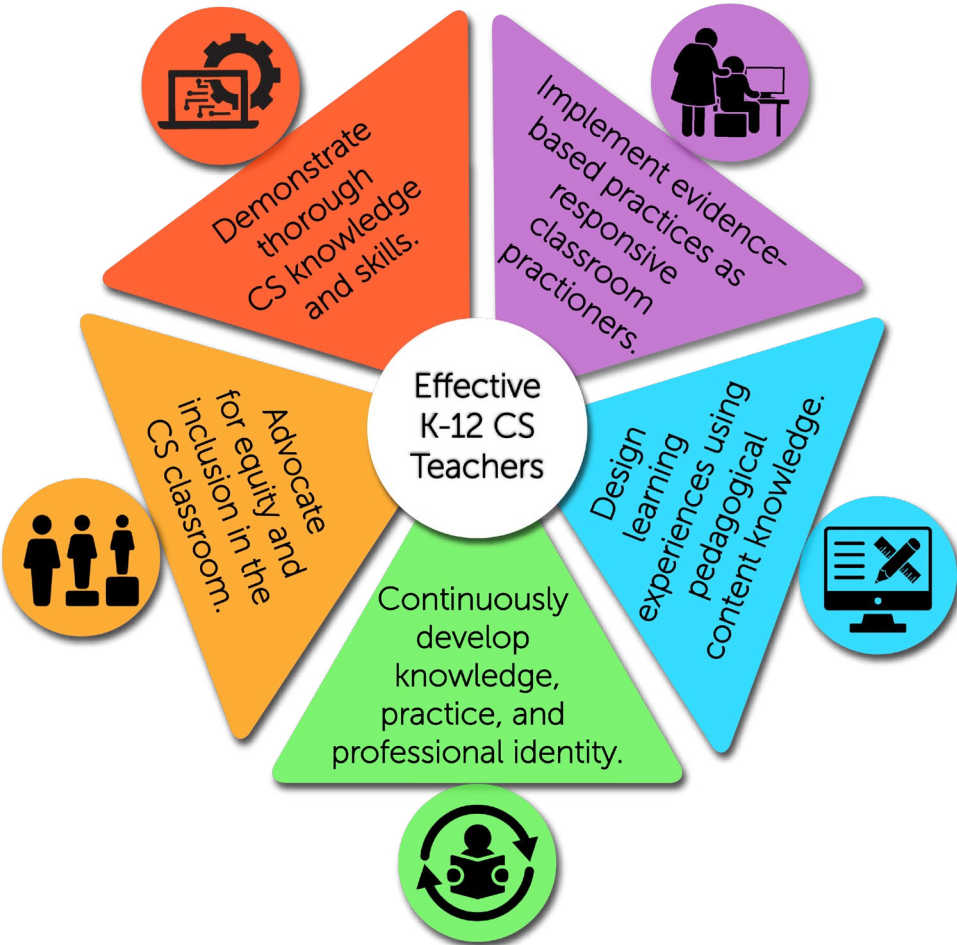 Demonstrate
thorough
CS knowledge
and skills.
Implement evidence-
based practices as
responsive
classroom
practitioners.
Effective
K-12 CS
Teachers
Advocate
for equity and
inclusion in the
CS classroom.
Design
learning
experiences using
pedagogical
content knowledge.
Continuously
develop
knowledge,
practice, and
professional identity.